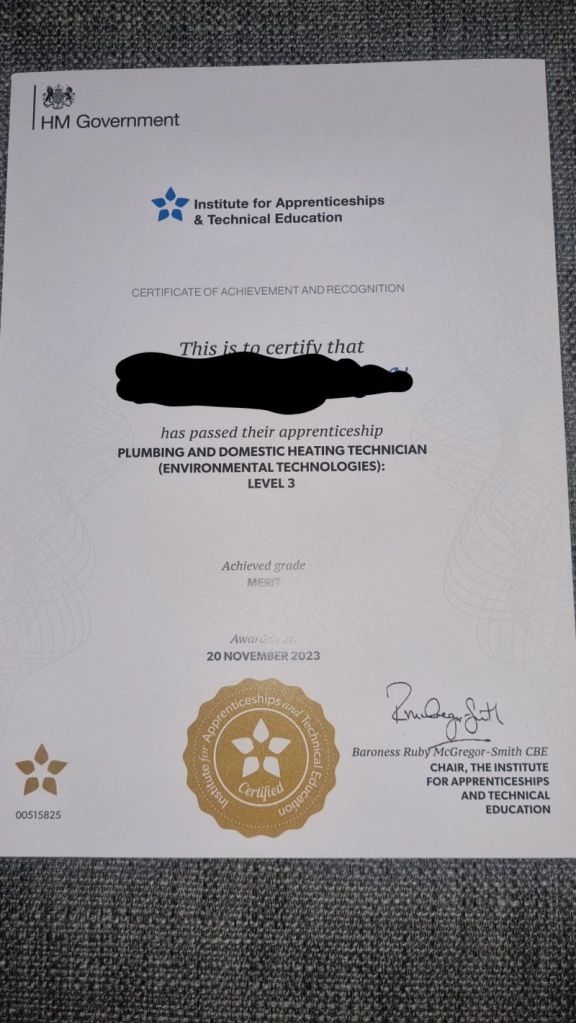 HM Government
Institute for Apprenticeships
& Technical Education
CERTIFICATE OF ACHIEVEMENT AND RECOGNITION
This is to certify that
has passed their apprenticeship
PLUMBING AND DOMESTIC HEATING TECHNICIAN
(ENVIRONMENTAL TECHNOLOGIES):
LEVEL 3
Achieved grade
MERIT
Awarded on
20 NOVEMBER 2023
Institute for Apprenticeships and Technical Education
Certified
Baroness Ruby McGregor-Smith CBE
CHAIR, THE INSTITUTE
FOR APPRENTICESHIPS
AND TECHNICAL
EDUCATION
00515825